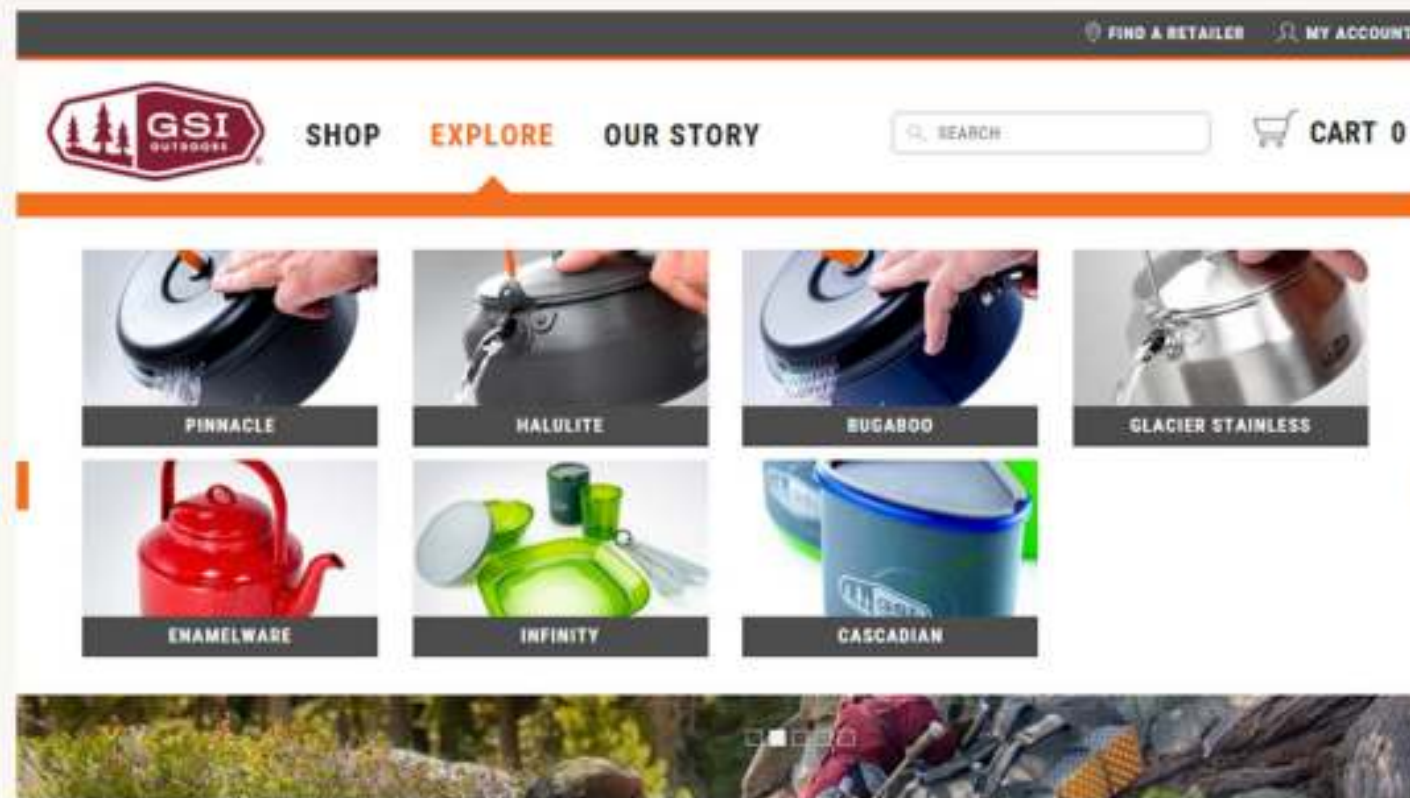 FIND A RETAILER MY ACCOUNT
GSI
OUTDOORS
SHOP EXPLORE OUR STORY
SEARCH
CART 0
PINNACLE HALULITE BUGABOO GLACIER STAINLESS
ENAMELWARE INFINITY CASCADIAN